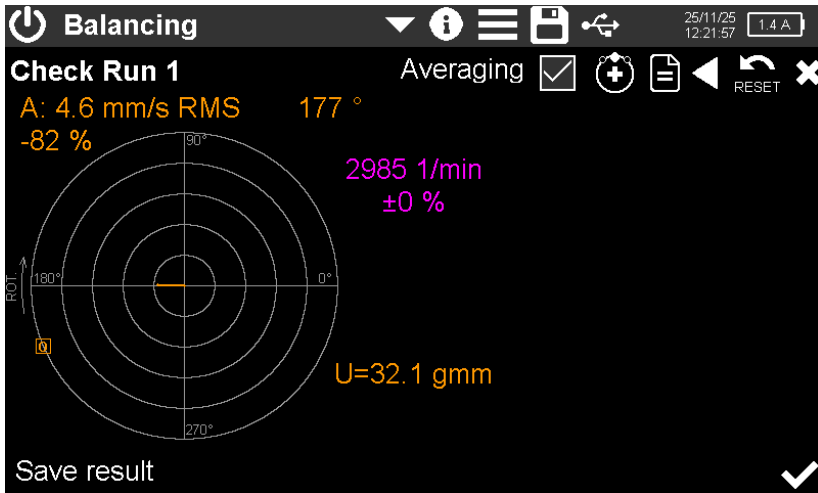 Balancing
25/11/25
12:21:57
1.4 A
Check Run 1
Averaging
RESET
A: 4.6 mm/s RMS 177 °
-82 %
90°
2985 1/min
±0 %
180°
0°
ROT.
0
U=32.1 gmm
270°
Save result